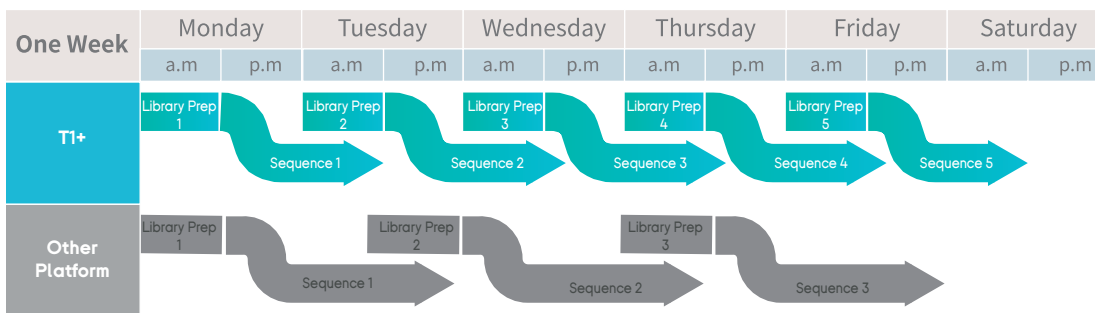 One Week
Monday
Tuesday
Wednesday
Thursday
Friday
Saturday
a.m
p.m
a.m
p.m
a.m
p.m
a.m
p.m
a.m
p.m
a.m
p.m
T1+
Library Prep
1
Library Prep
2
Library Prep
3
Library Prep
4
Library Prep
5
Sequence 1
Sequence 2
Sequence 3
Sequence 4
Sequence 5
Other
Platform
Library Prep
1
Library Prep
2
Library Prep
3
Sequence 1
Sequence 2
Sequence 3